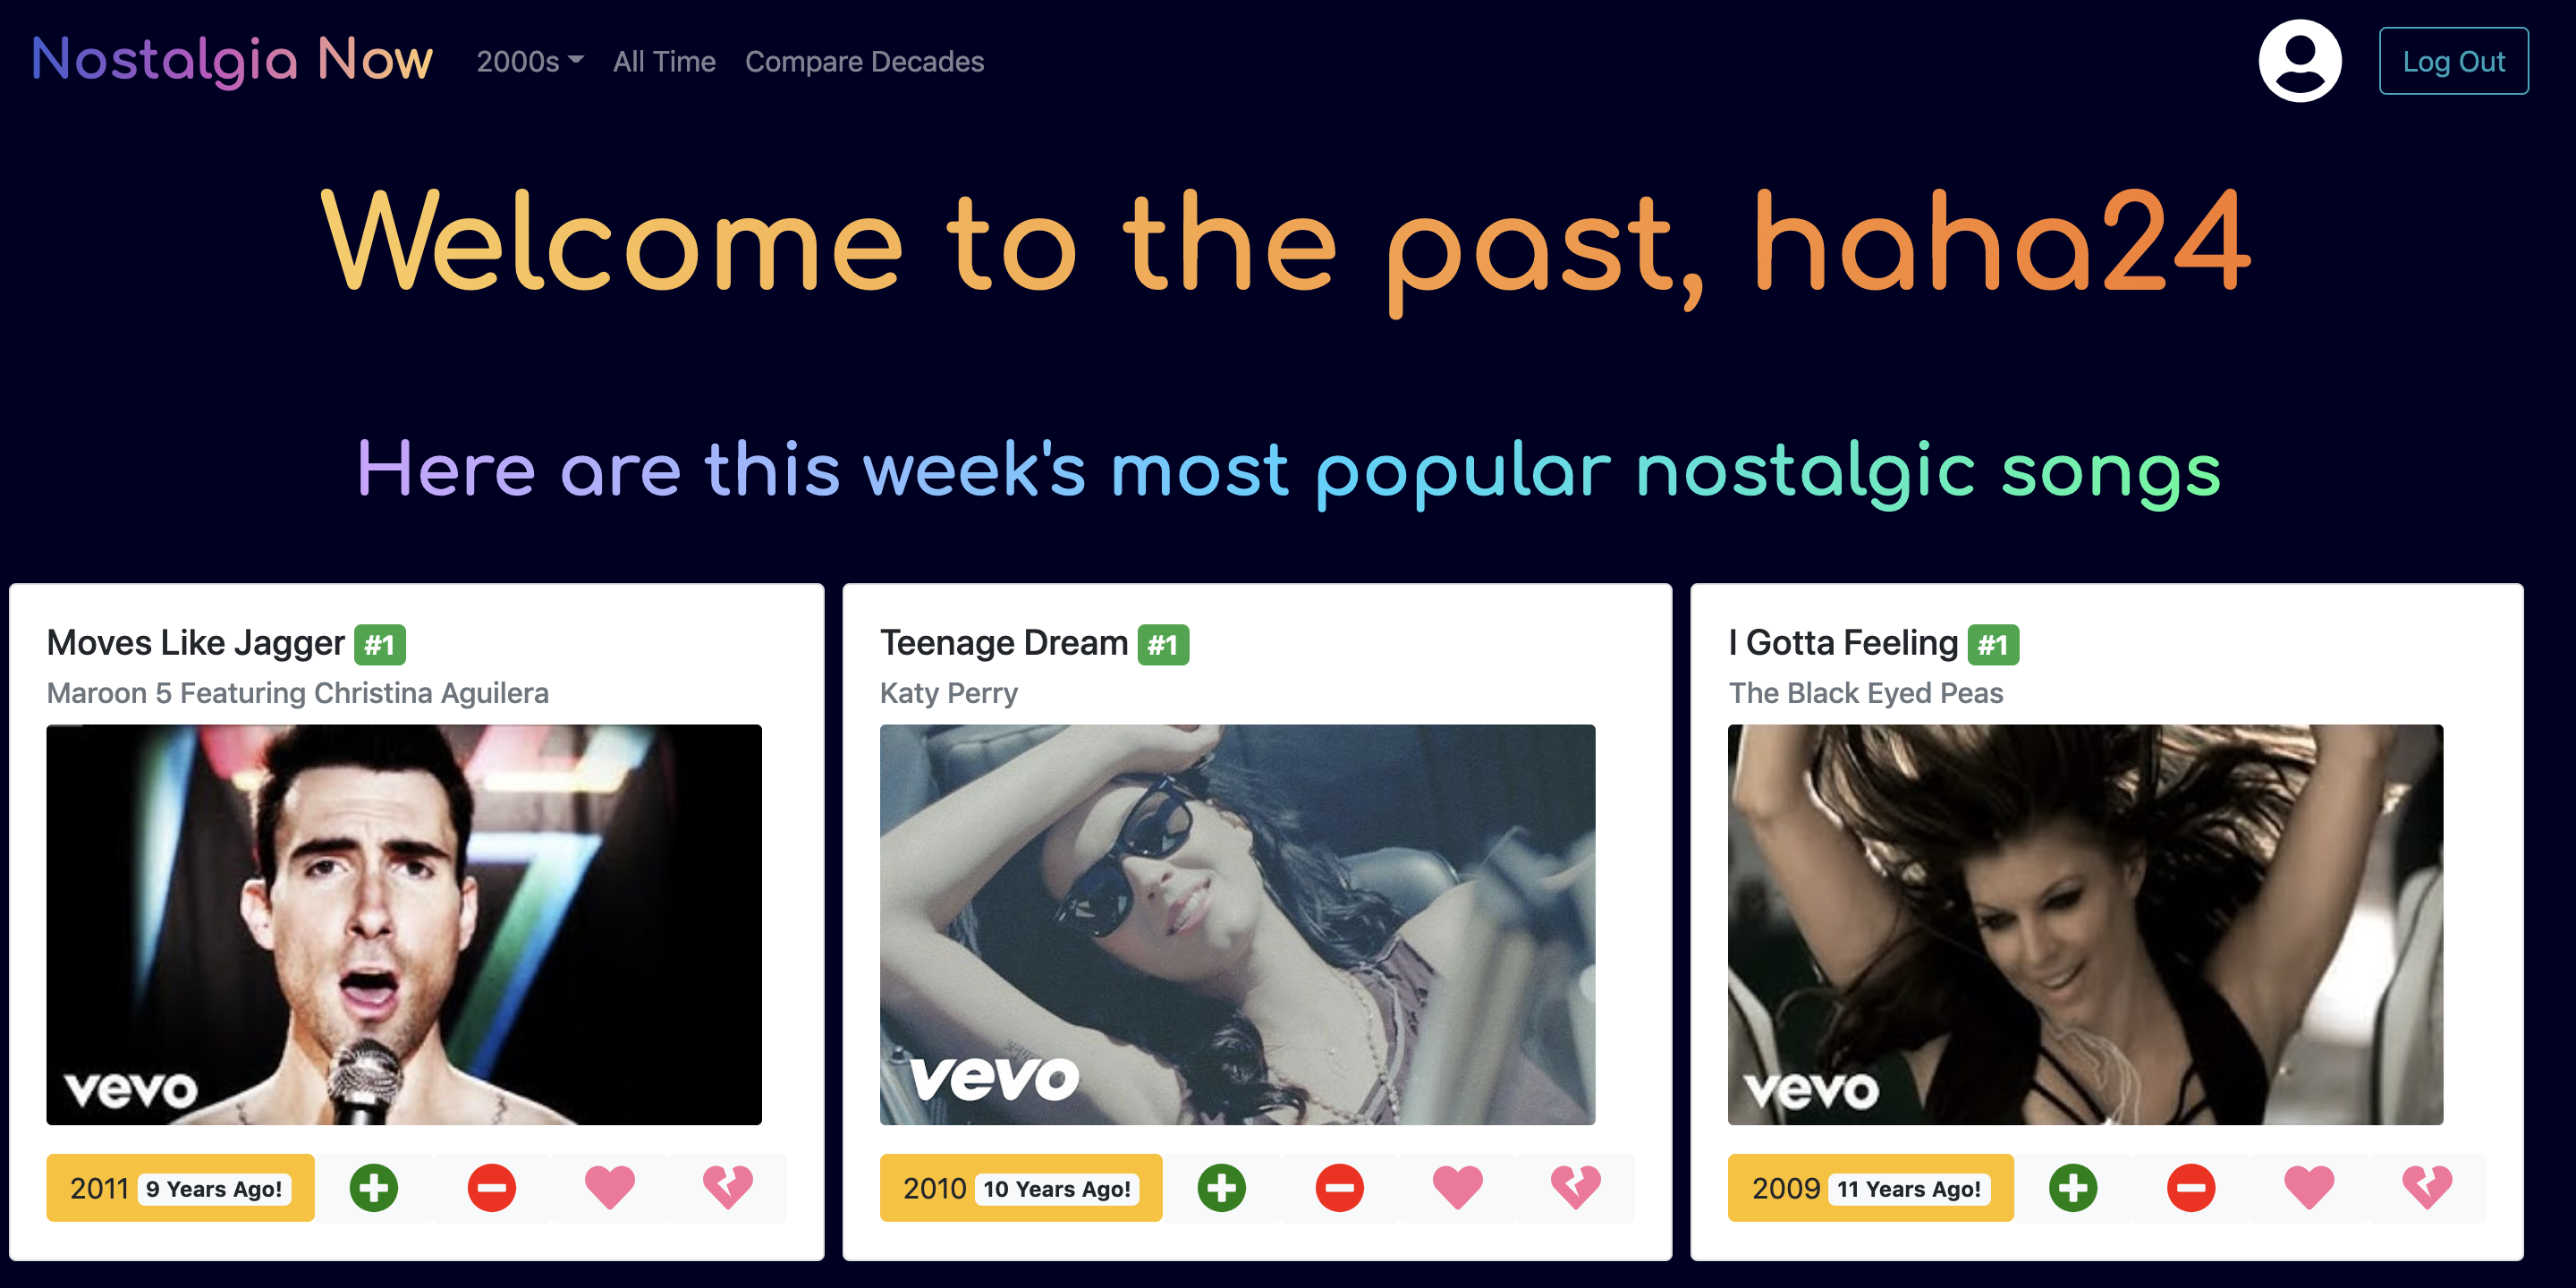 Nostalgia Now 2000s All Time Compare Decades Log Out
Welcome to the past, haha24
Here are this week's most popular nostalgic songs
Moves Like Jagger #1
Maroon 5 Featuring Christina Aguilera
vevo
2011 9 Years Ago!
Teenage Dream #1
Katy Perry
vevo
2010 10 Years Ago!
I Gotta Feeling #1
The Black Eyed Peas
vevo
2009 11 Years Ago!